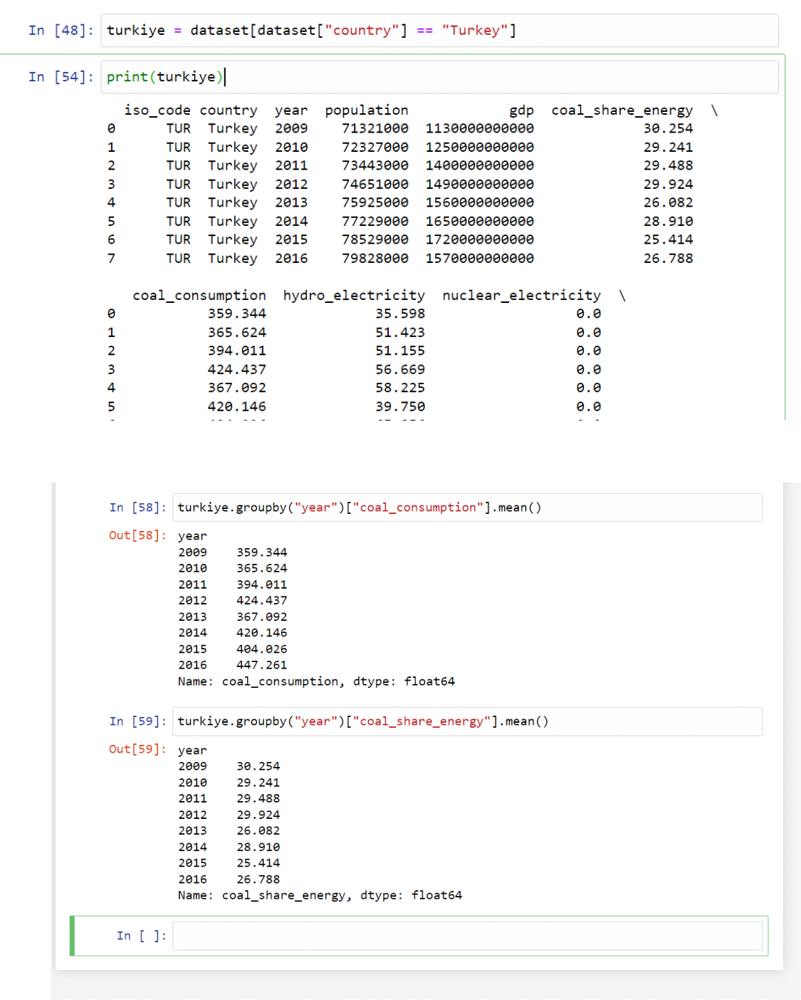 In [48]: turkiye = dataset[dataset["country"] == "Turkey"]
In [54]: print(turkiye)
iso_code country year population gdp coal_share_energy \
0 TUR Turkey 2009 71321000 1130000000000 30.254
1 TUR Turkey 2010 72327000 1250000000000 29.241
2 TUR Turkey 2011 73443000 1400000000000 29.488
3 TUR Turkey 2012 74651000 1490000000000 29.924
4 TUR Turkey 2013 75925000 1560000000000 26.082
5 TUR Turkey 2014 77229000 1650000000000 28.910
6 TUR Turkey 2015 78529000 1720000000000 25.414
7 TUR Turkey 2016 79828000 1570000000000 26.788
coal_consumption hydro_electricity nuclear_electricity \
0 359.344 35.598 0.0
1 365.624 51.423 0.0
2 394.011 51.155 0.0
3 424.437 56.669 0.0
4 367.092 58.225 0.0
5 420.146 39.750 0.0
In [58]: turkiye.groupby("year")["coal_consumption"].mean()
Out[58]: year
2009 359.344
2010 365.624
2011 394.011
2012 424.437
2013 367.092
2014 420.146
2015 404.026
2016 447.261
Name: coal_consumption, dtype: float64
In [59]: turkiye.groupby("year")["coal_share_energy"].mean()
Out[59]: year
2009 30.254
2010 29.241
2011 29.488
2012 29.924
2013 26.082
2014 28.910
2015 25.414
2016 26.788
Name: coal_share_energy, dtype: float64
In [ ]: